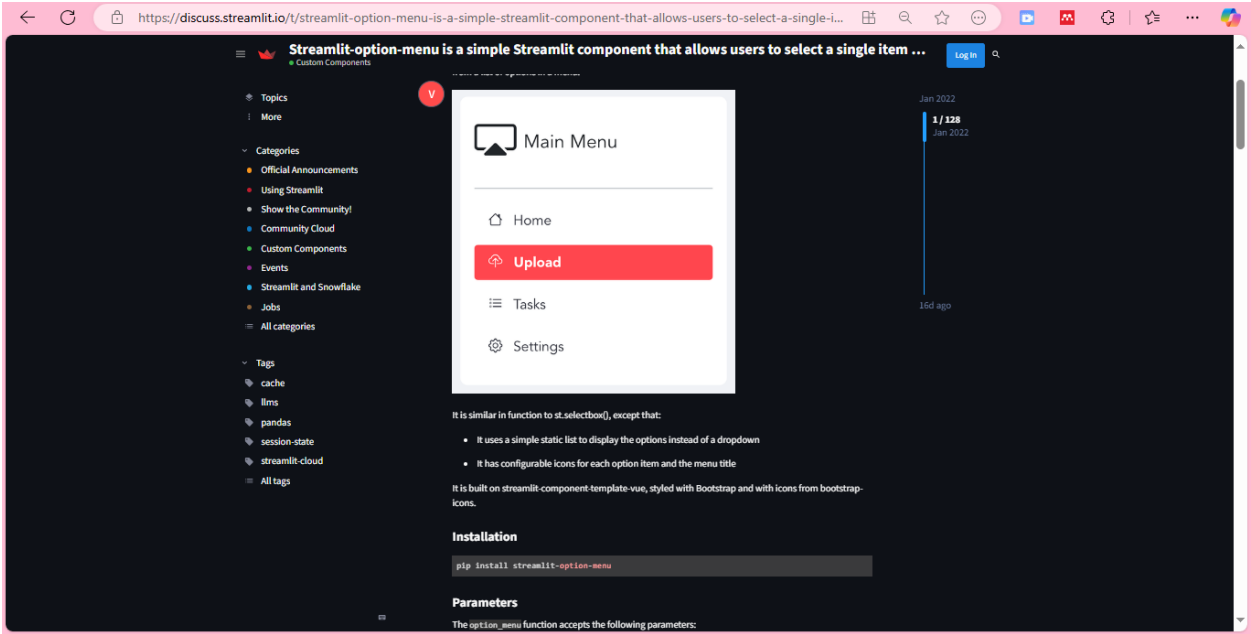 https://discuss.streamlit.io/t/streamlit-option-menu-is-a-simple-streamlit-component-that-allows-users-to-select-a-single-i...
Streamlit-option-menu is a simple Streamlit component that allows users to select a single item ...
Custom Components
Log In
Topics
More
Categories
Official Announcements
Using Streamlit
Show the Community!
Community Cloud
Custom Components
Events
Streamlit and Snowflake
Jobs
All categories
Tags
cache
llms
pandas
session-state
streamlit-cloud
All tags
V
Main Menu
Home
Upload
Tasks
Settings
It is similar in function to st.selectbox(), except that:
• It uses a simple static list to display the options instead of a dropdown
• It has configurable icons for each option item and the menu title
It is built on streamlit-component-template-vue, styled with Bootstrap and with icons from bootstrap-
icons.
Installation
pip install streamlit-option-menu
Parameters
The option_menu function accepts the following parameters:
Jan 2022
1 / 128
Jan 2022
16d ago